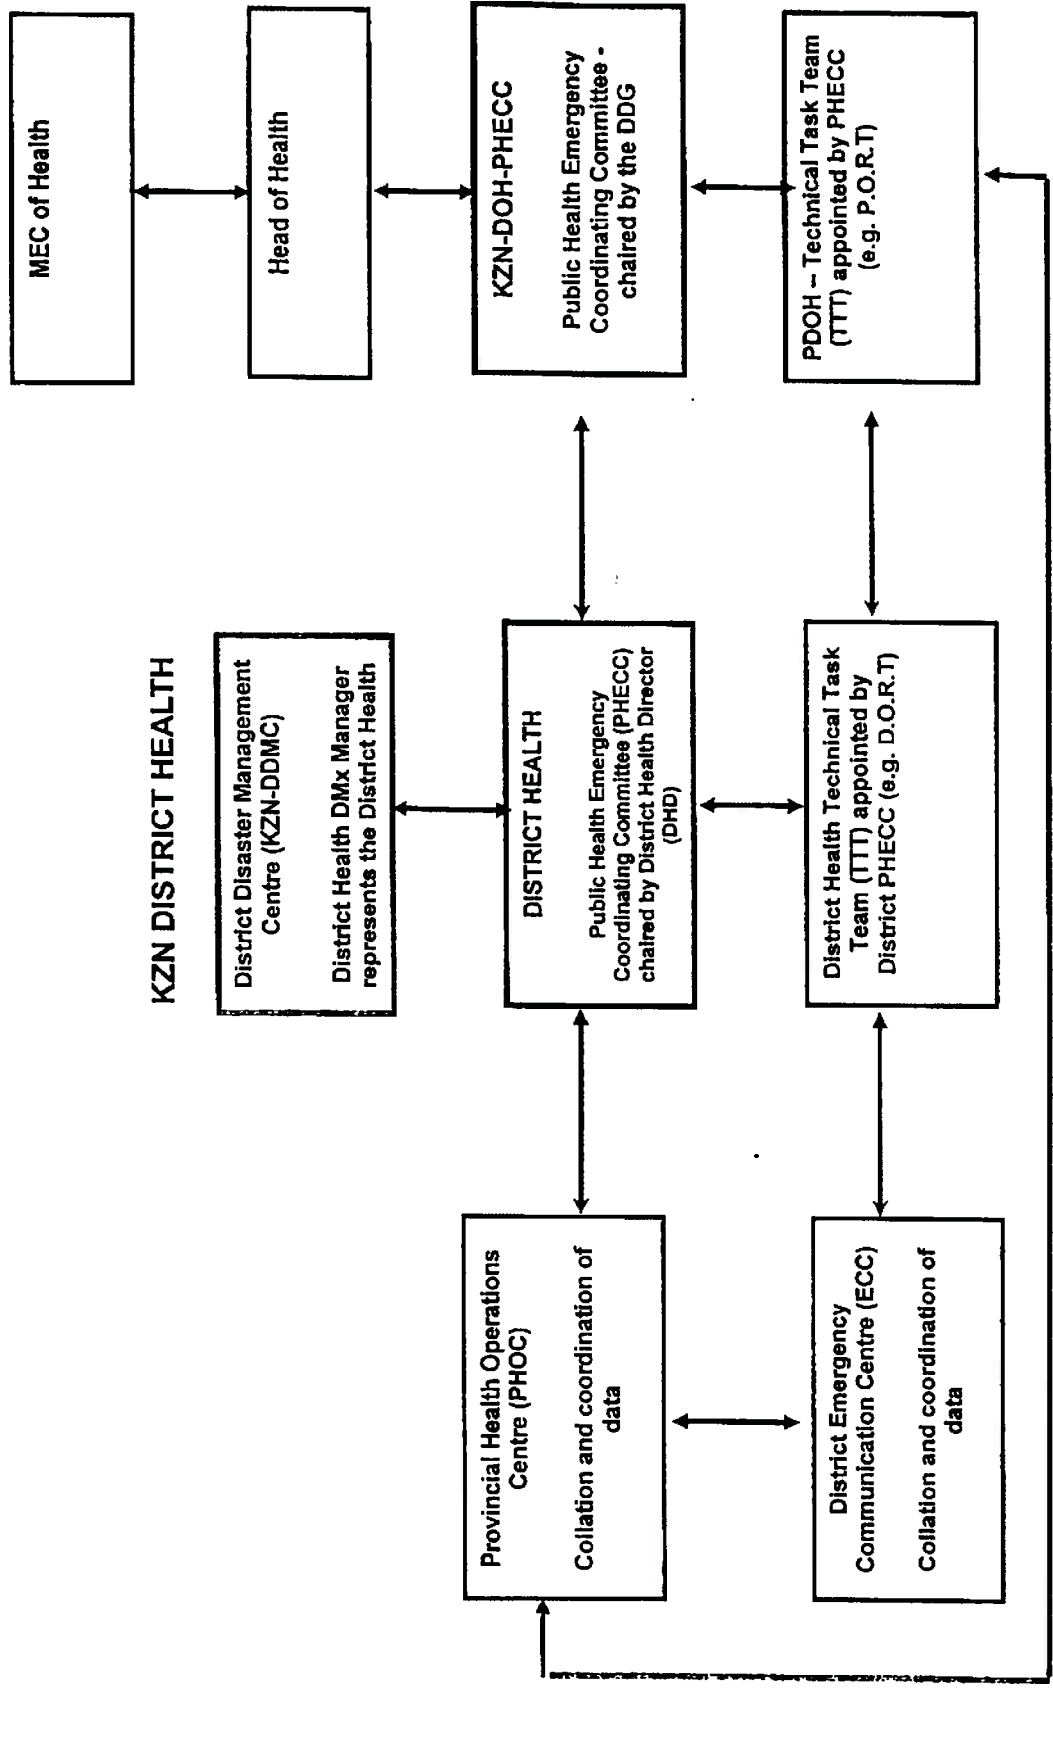 MEC of Health
KZN DISTRICT HEALTH
District Disaster Management
Centre (KZN-DDMC)
District Health DMx Manager
represents the District Health
Head of Health
Provincial Health Operations
Centre (PHOC)
Collation and coordination of
data
DISTRICT HEALTH
Public Health Emergency
Coordinating Committee (PHECC)
chaired by District Health Director
(DHD)
KZN-DOH-PHECC
Public Health Emergency
Coordinating Committee -
chaired by the DDG
District Emergency
Communication Centre (ECC)
Collation and coordination of
data
District Health Technical Task
Team (TTT) appointed by
District PHECC (e.g. D.O.R.T)
PDOH – Technical Task Team
(TTT) appointed by PHECC
(e.g. P.O.R.T)